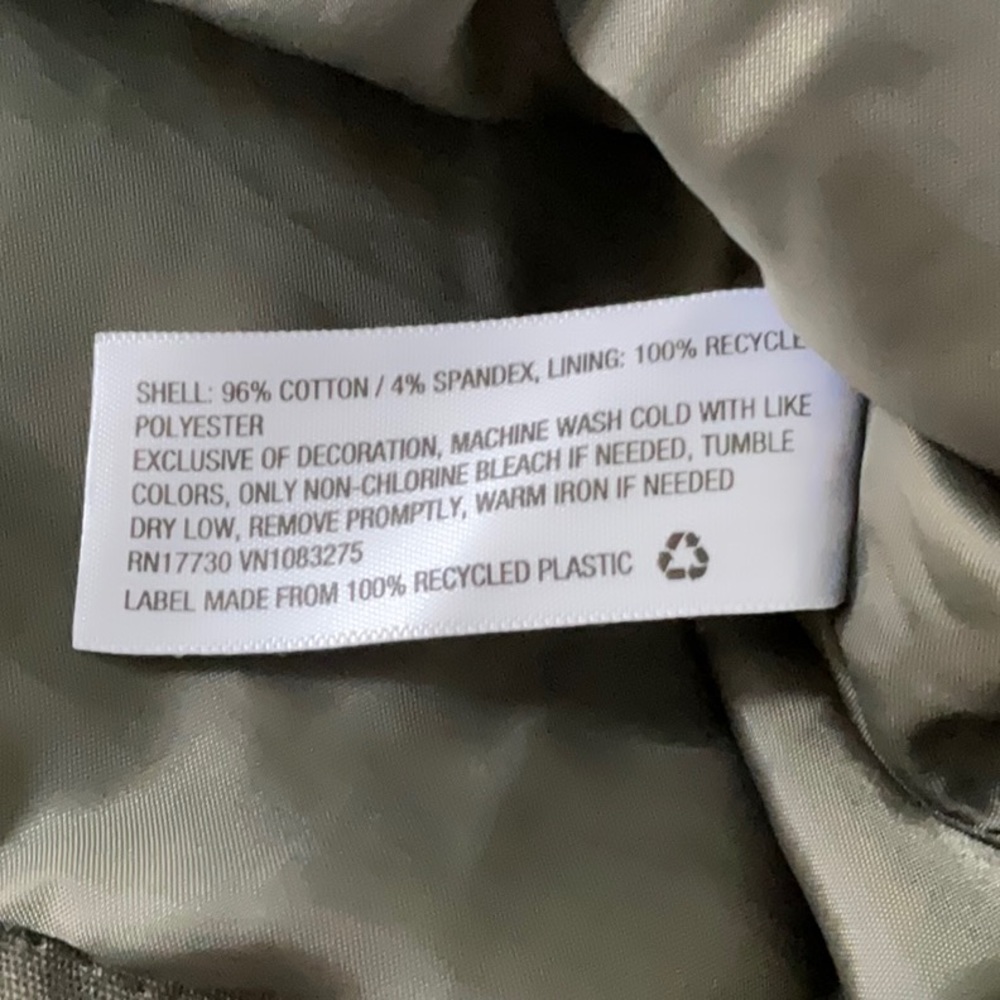 SHELL: 96% COTTON / 4% SPANDEX, LINING: 100% RECYCLE
POLYESTER
EXCLUSIVE OF DECORATION, MACHINE WASH COLD WITH LIKE
COLORS, ONLY NON-CHLORINE BLEACH IF NEEDED, TUMBLE
DRY LOW, REMOVE PROMPTLY, WARM IRON IF NEEDED
RN17730 VN1083275
LABEL MADE FROM 100% RECYCLED PLASTIC